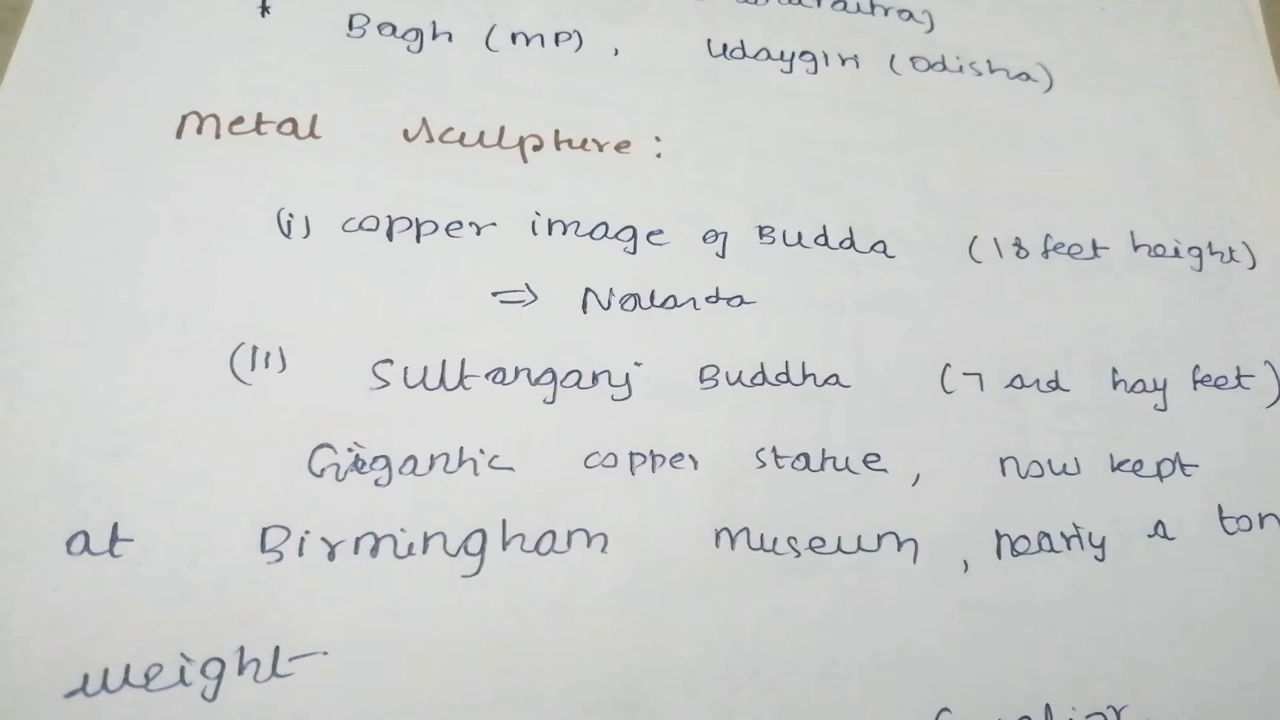 * Bagh (MP), Udaygiri (Odisha)
Metal sculpture:
(i) copper image of Budda (18 feet height)
⇒ Nalanda
(ii) Sultanganj Buddha (7 and hay feet)
Gigantic copper statue, now kept
at Birmingham museum, nearly a ton
weight